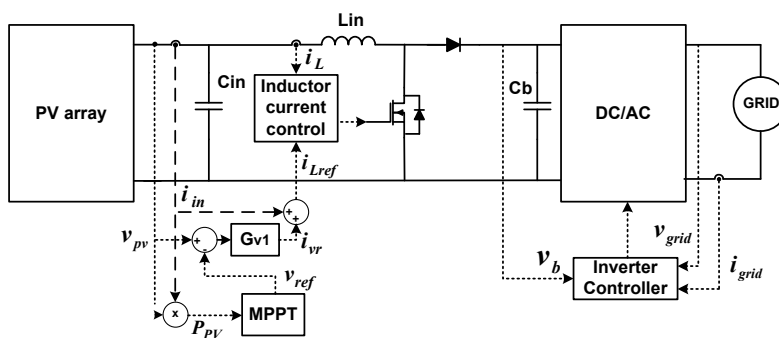 Lin
i_L
Cin
Inductor
current
control
Cb
PV array
DC/AC
GRID
i_Lref
i_in
+
+
v_pv
+
-
Gv1
i_vr
v_ref
x
P_PV
MPPT
v_b
Inverter
Controller
v_grid
i_grid